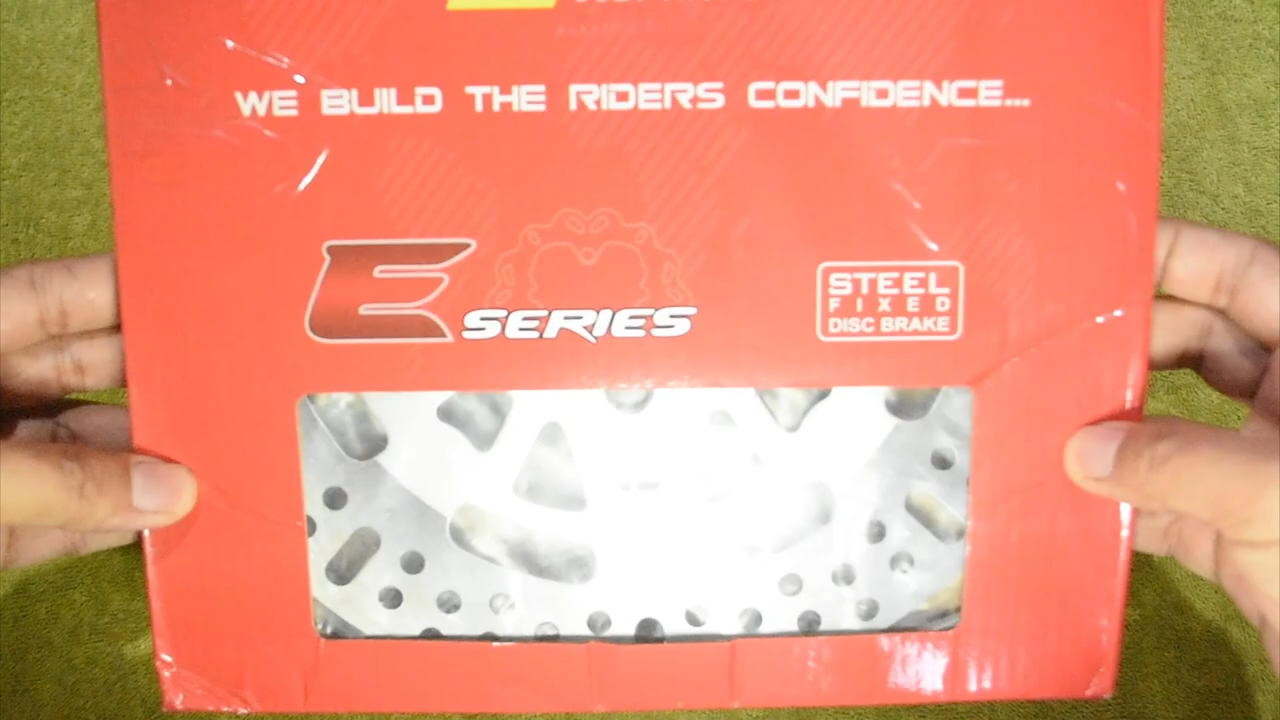 WE BUILD THE RIDERS CONFIDENCE...
E SERIES
STEEL
FIXED
DISC BRAKE